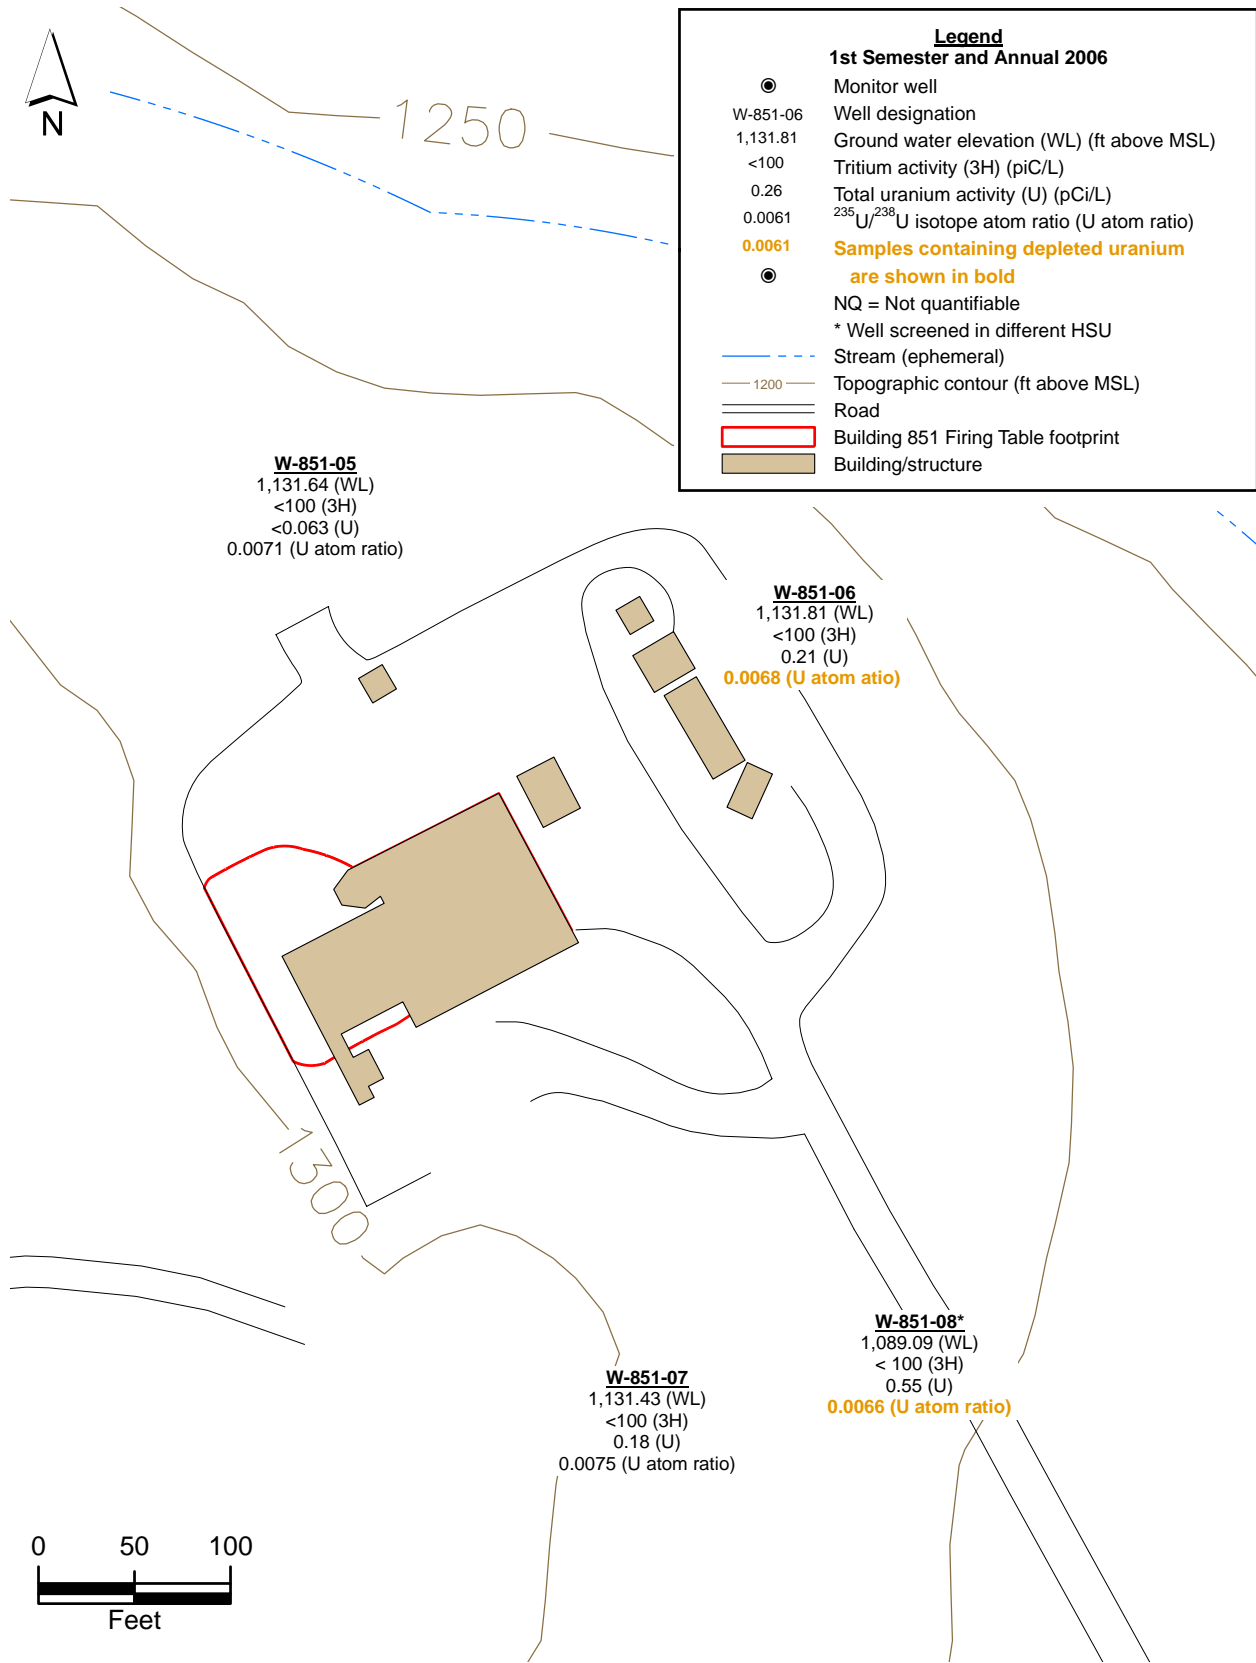 N
1250
Legend
1st Semester and Annual 2006
Monitor well
W-851-06 Well designation
1,131.81 Ground water elevation (WL) (ft above MSL)
<100 Tritium activity (3H) (piC/L)
0.26 Total uranium activity (U) (pCi/L)
0.0061 235U/238U isotope atom ratio (U atom ratio)
0.0061 Samples containing depleted uranium
are shown in bold
NQ = Not quantifiable
* Well screened in different HSU
Stream (ephemeral)
1200 Topographic contour (ft above MSL)
Road
Building 851 Firing Table footprint
Building/structure
W-851-05
1,131.64 (WL)
<100 (3H)
<0.063 (U)
0.0071 (U atom ratio)
W-851-06
1,131.81 (WL)
<100 (3H)
0.21 (U)
0.0068 (U atom atio)
1300
W-851-08*
1,089.09 (WL)
< 100 (3H)
0.55 (U)
0.0066 (U atom ratio)
W-851-07
1,131.43 (WL)
<100 (3H)
0.18 (U)
0.0075 (U atom ratio)
0 50 100
Feet